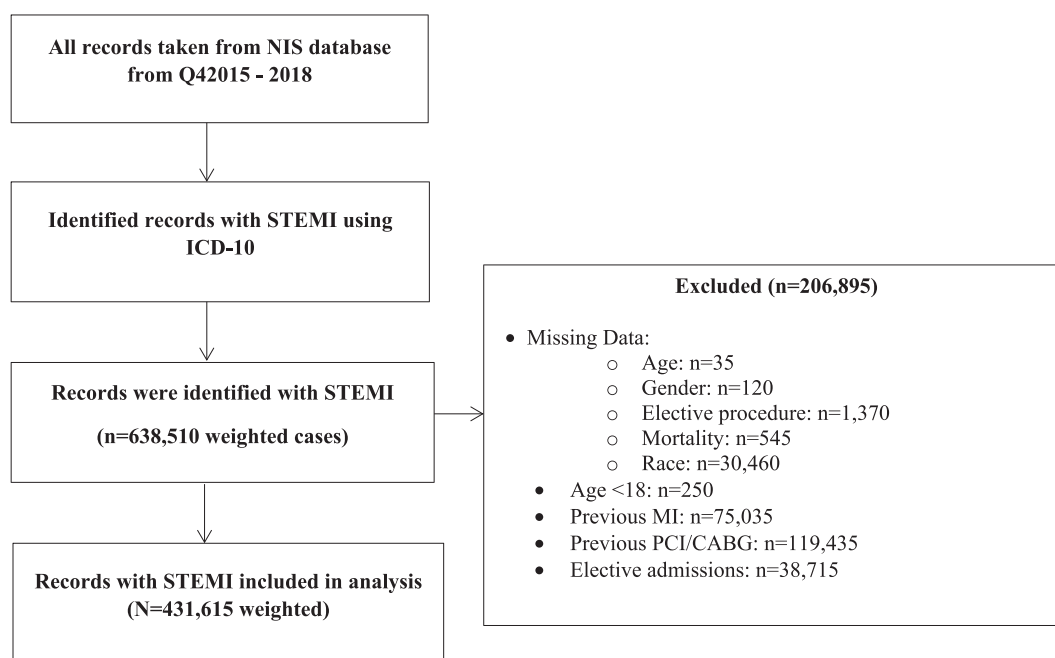 All records taken from NIS database
from Q42015 - 2018
Identified records with STEMI using
ICD-10
Records were identified with STEMI
(n=638,510 weighted cases)
Excluded (n=206,895)
• Missing Data:
o Age: n=35
o Gender: n=120
o Elective procedure: n=1,370
o Mortality: n=545
o Race: n=30,460
• Age <18: n=250
• Previous MI: n=75,035
• Previous PCI/CABG: n=119,435
• Elective admissions: n=38,715
Records with STEMI included in analysis
(N=431,615 weighted)